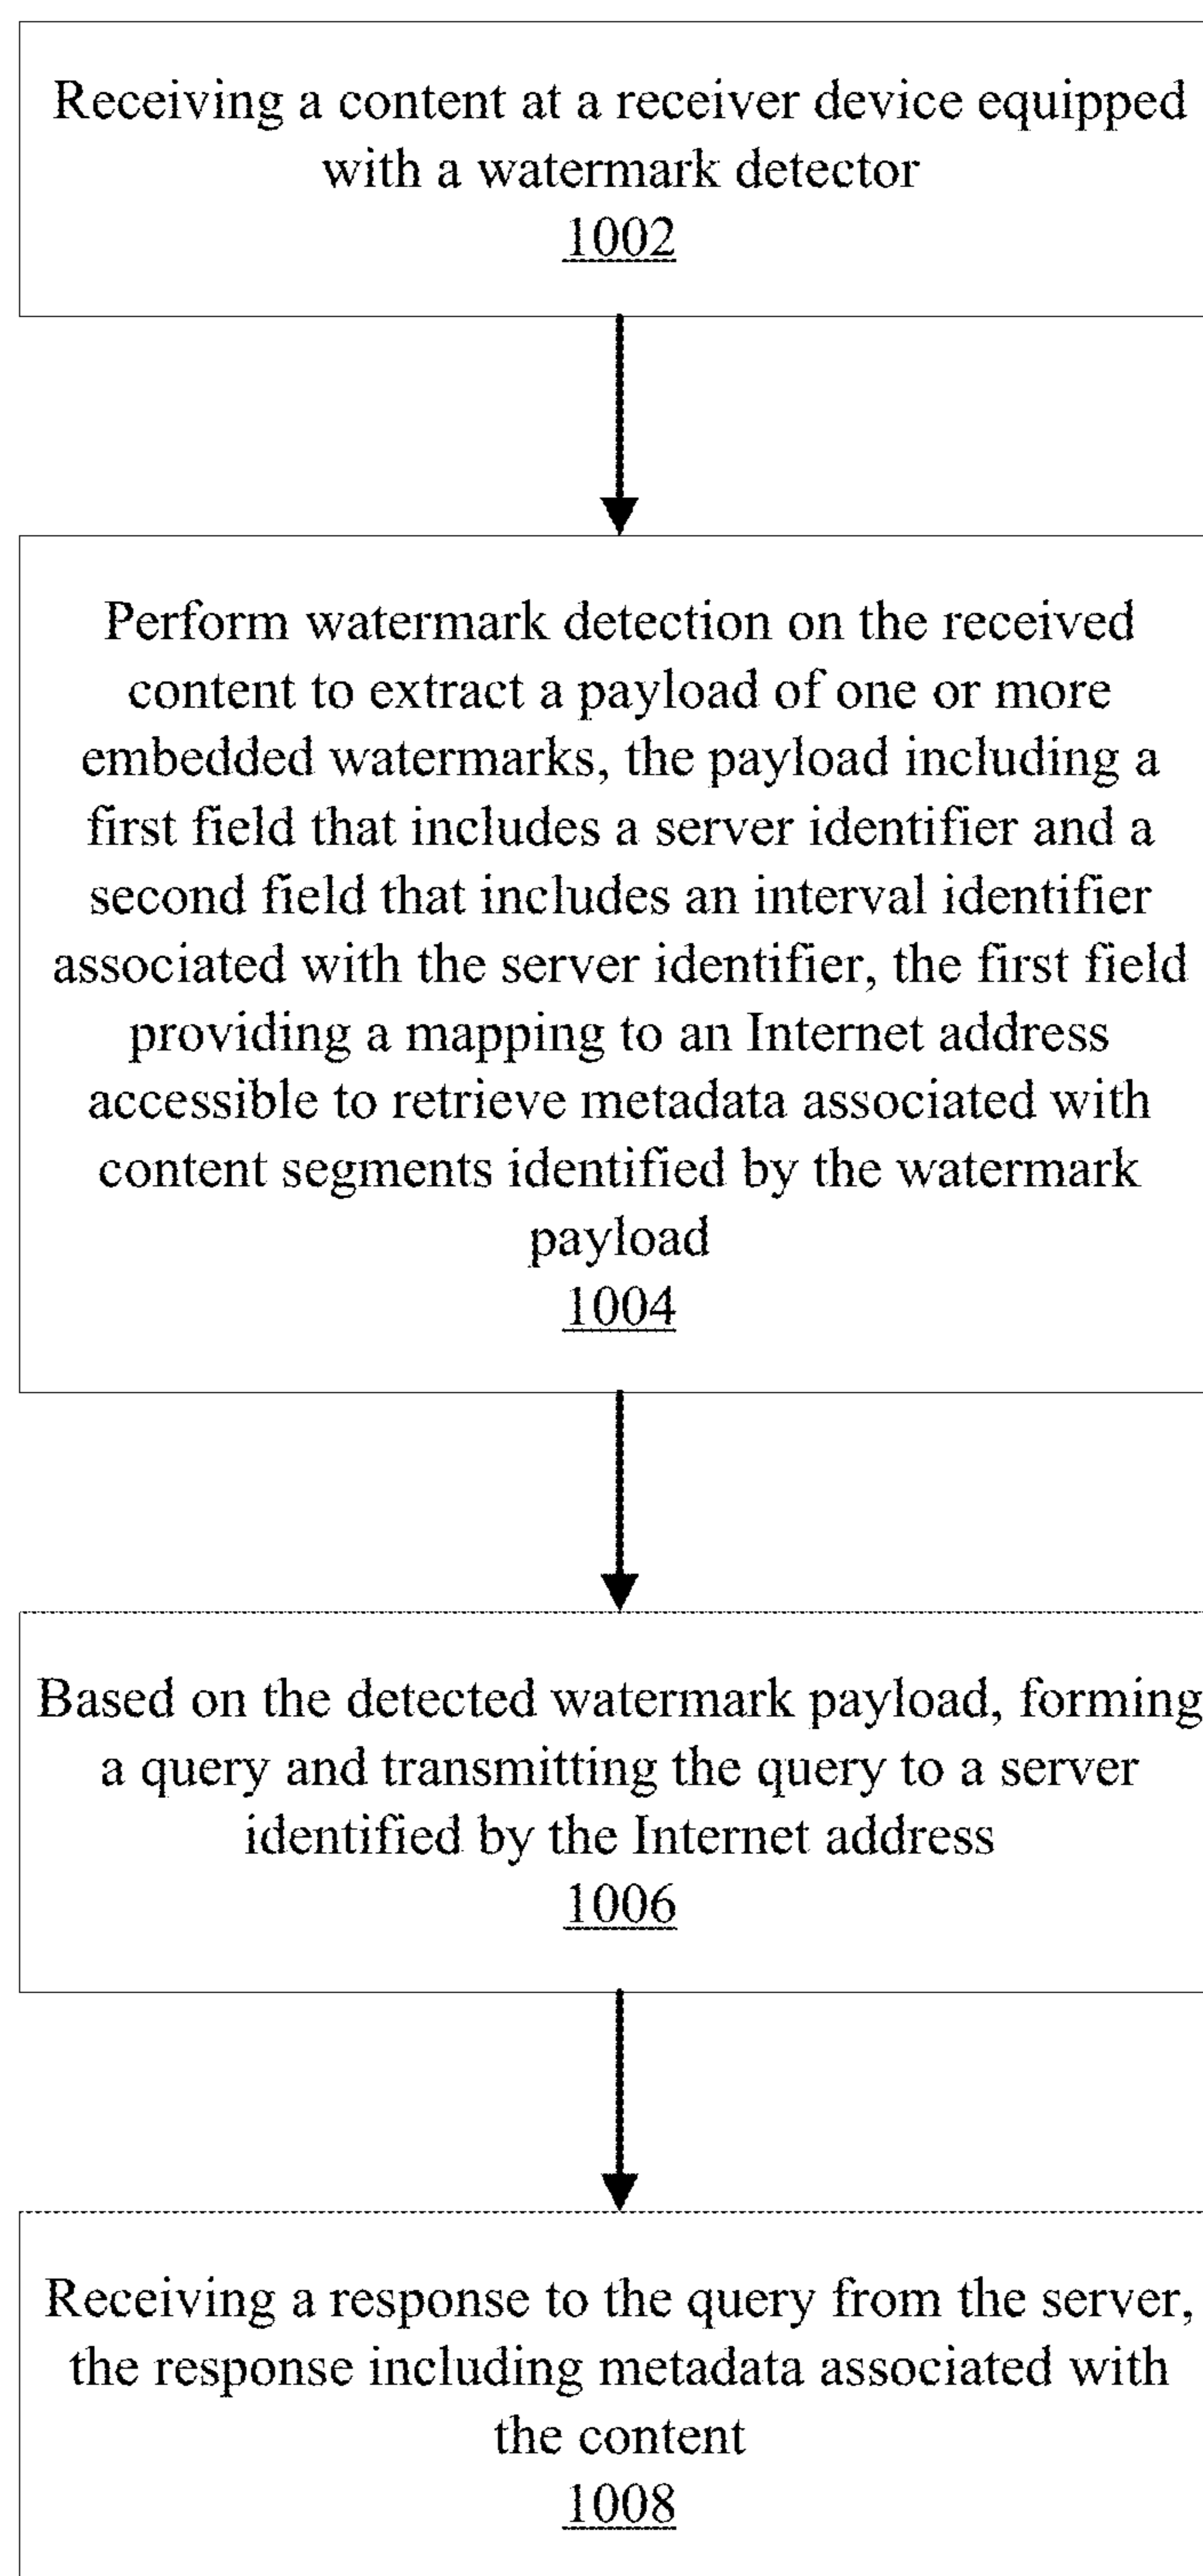 Receiving a content at a receiver device equipped
with a watermark detector
1002
Perform watermark detection on the received
content to extract a payload of one or more
embedded watermarks, the payload including a
first field that includes a server identifier and a
second field that includes an interval identifier
associated with the server identifier, the first field
providing a mapping to an Internet address
accessible to retrieve metadata associated with
content segments identified by the watermark
payload
1004
Based on the detected watermark payload, forming
a query and transmitting the query to a server
identified by the Internet address
1006
Receiving a response to the query from the server,
the response including metadata associated with
the content
1008